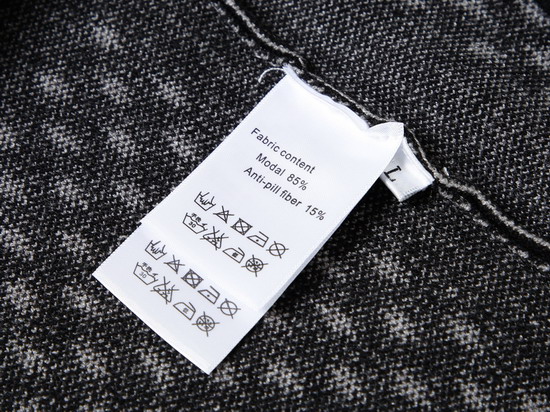 Fabric content
Modal 85%
Anti-pill fiber 15%
L